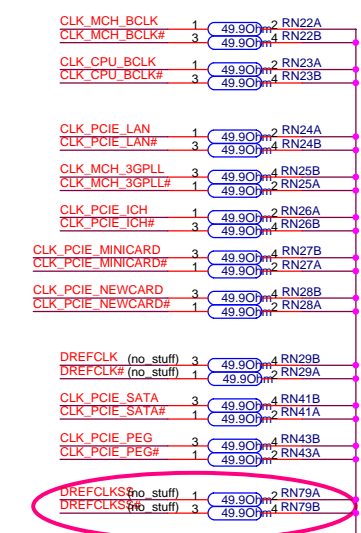 CLK_MCH_BCLK 1 49.9Ohm 2 RN22A
CLK_MCH_BCLK# 3 49.9Ohm 4 RN22B
CLK_CPU_BCLK 1 49.9Ohm 2 RN23A
CLK_CPU_BCLK# 3 49.9Ohm 4 RN23B
CLK_PCIE_LAN 1 49.9Ohm 2 RN24A
CLK_PCIE_LAN# 3 49.9Ohm 4 RN24B
CLK_MCH_3GPLL 3 49.9Ohm 4 RN25B
CLK_MCH_3GPLL# 1 49.9Ohm 2 RN25A
CLK_PCIE_ICH 1 49.9Ohm 2 RN26A
CLK_PCIE_ICH# 3 49.9Ohm 4 RN26B
CLK_PCIE_MINICARD 3 49.9Ohm 4 RN27B
CLK_PCIE_MINICARD# 1 49.9Ohm 2 RN27A
CLK_PCIE_NEWCARD 3 49.9Ohm 4 RN28B
CLK_PCIE_NEWCARD# 1 49.9Ohm 2 RN28A
DREFCLK (no_stuff) 3 49.9Ohm 4 RN29B
DREFCLK# (no_stuff) 1 49.9Ohm 2 RN29A
CLK_PCIE_SATA 3 49.9Ohm 4 RN41B
CLK_PCIE_SATA# 1 49.9Ohm 2 RN41A
CLK_PCIE_PEG 3 49.9Ohm 4 RN43B
CLK_PCIE_PEG# 1 49.9Ohm 2 RN43A
DREFCLKSS (no_stuff) 1 49.9Ohm 2 RN79A
DREFCLKSS# (no_stuff) 3 49.9Ohm 4 RN79B